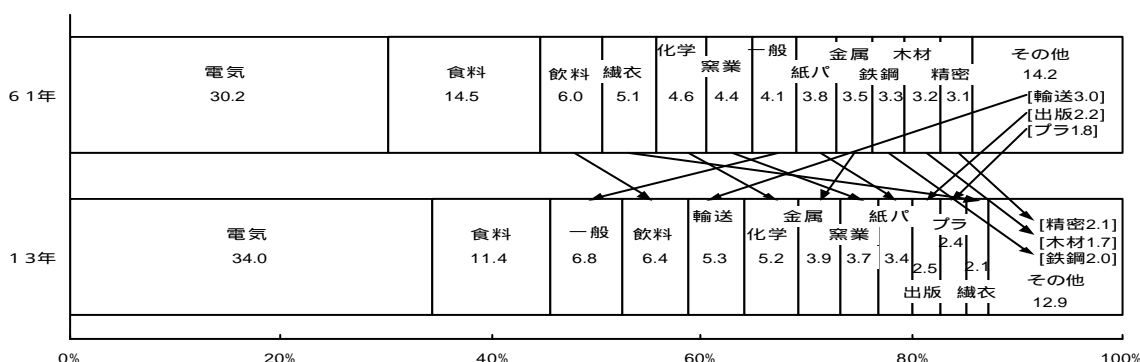 61年
電気
30.2
食料
14.5
飲料
6.0
繊衣
5.1
化学
4.6
窯業
4.4
一般
4.1
紙パ
3.8
金属
3.5
鉄鋼
3.3
木材
3.2
精密
3.1
その他
14.2
[輸送3.0]
[出版2.2]
[プラ1.8]
13年
電気
34.0
食料
11.4
一般
6.8
飲料
6.4
輸送
5.3
化学
5.2
金属
3.9
窯業
3.7
紙パ
3.4
2.5
出版
プラ
2.4
2.1
繊衣
[精密2.1]
[木材1.7]
[鉄鋼2.0]
その他
12.9
0% 20% 40% 60% 80% 100%